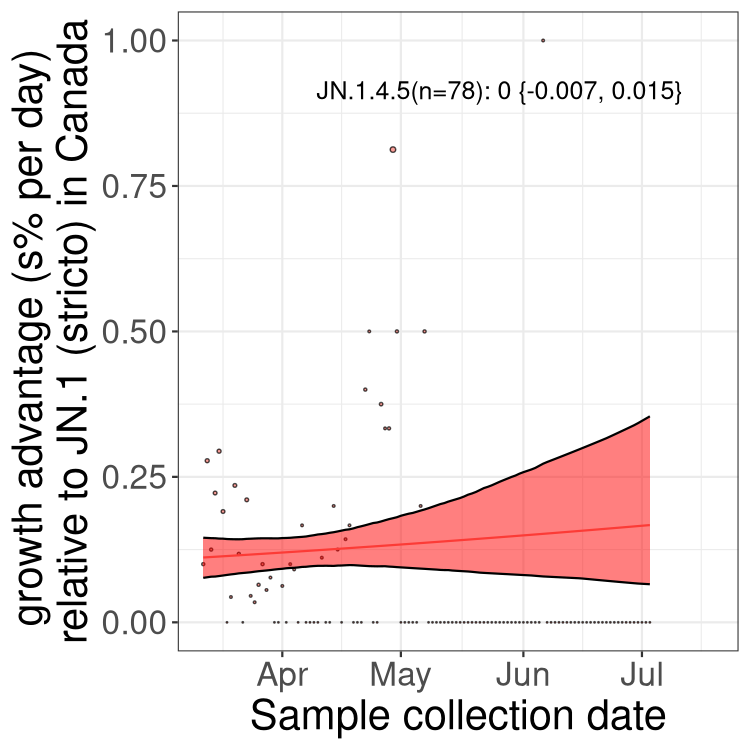 growth advantage (s% per day)
relative to JN.1 (stricto) in Canada
1.00
0.75
0.50
0.25
0.00
JN.1.4.5(n=78): 0 {-0.007, 0.015}
Apr May Jun Jul
Sample collection date